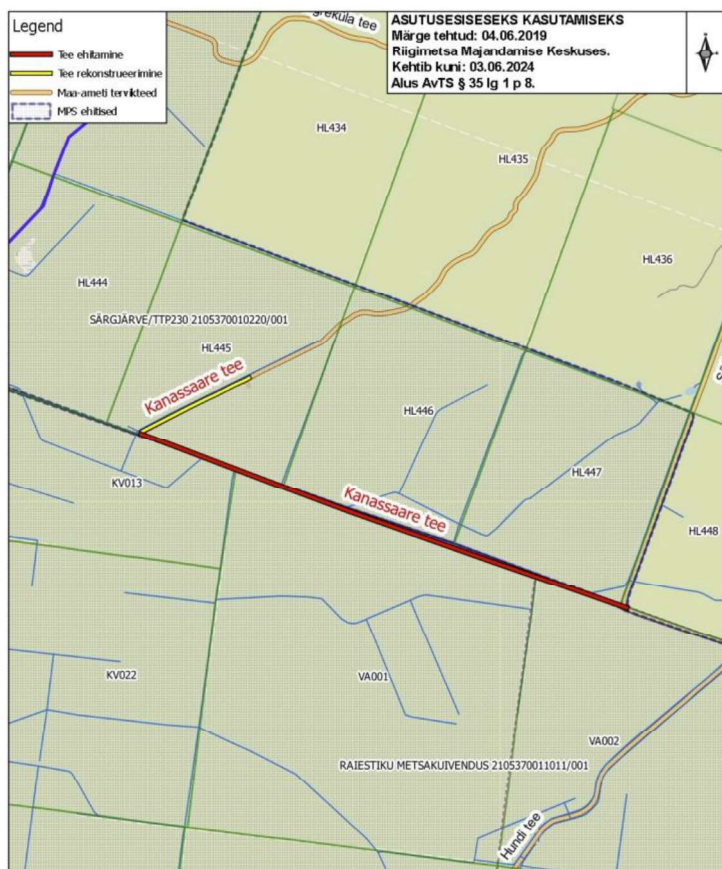 Legend
Tee ehitamine
Tee rekonstrueerimine
Maa-ameti tervikteed
MPS ehitised
ASUTUSESISESEKS KASUTAMISEKS
Märge tehtud: 04.06.2019
Riigimetsa Majandamise Keskuses.
Kehtib kuni: 03.06.2024
Alus AvTS § 35 lg 1 p 8.
tee
HL434
HL435
HL436
HL444
SÄRGJÄRVE/TTP230 2105370010220/001
HL445
Kanassaare tee
HL446
HL447
KV013
Kanassaare tee
HL448
KV022
VA001
VA002
RAIESTIKU METSAKUIVENDUS 2105370011011/001
Hundi tee